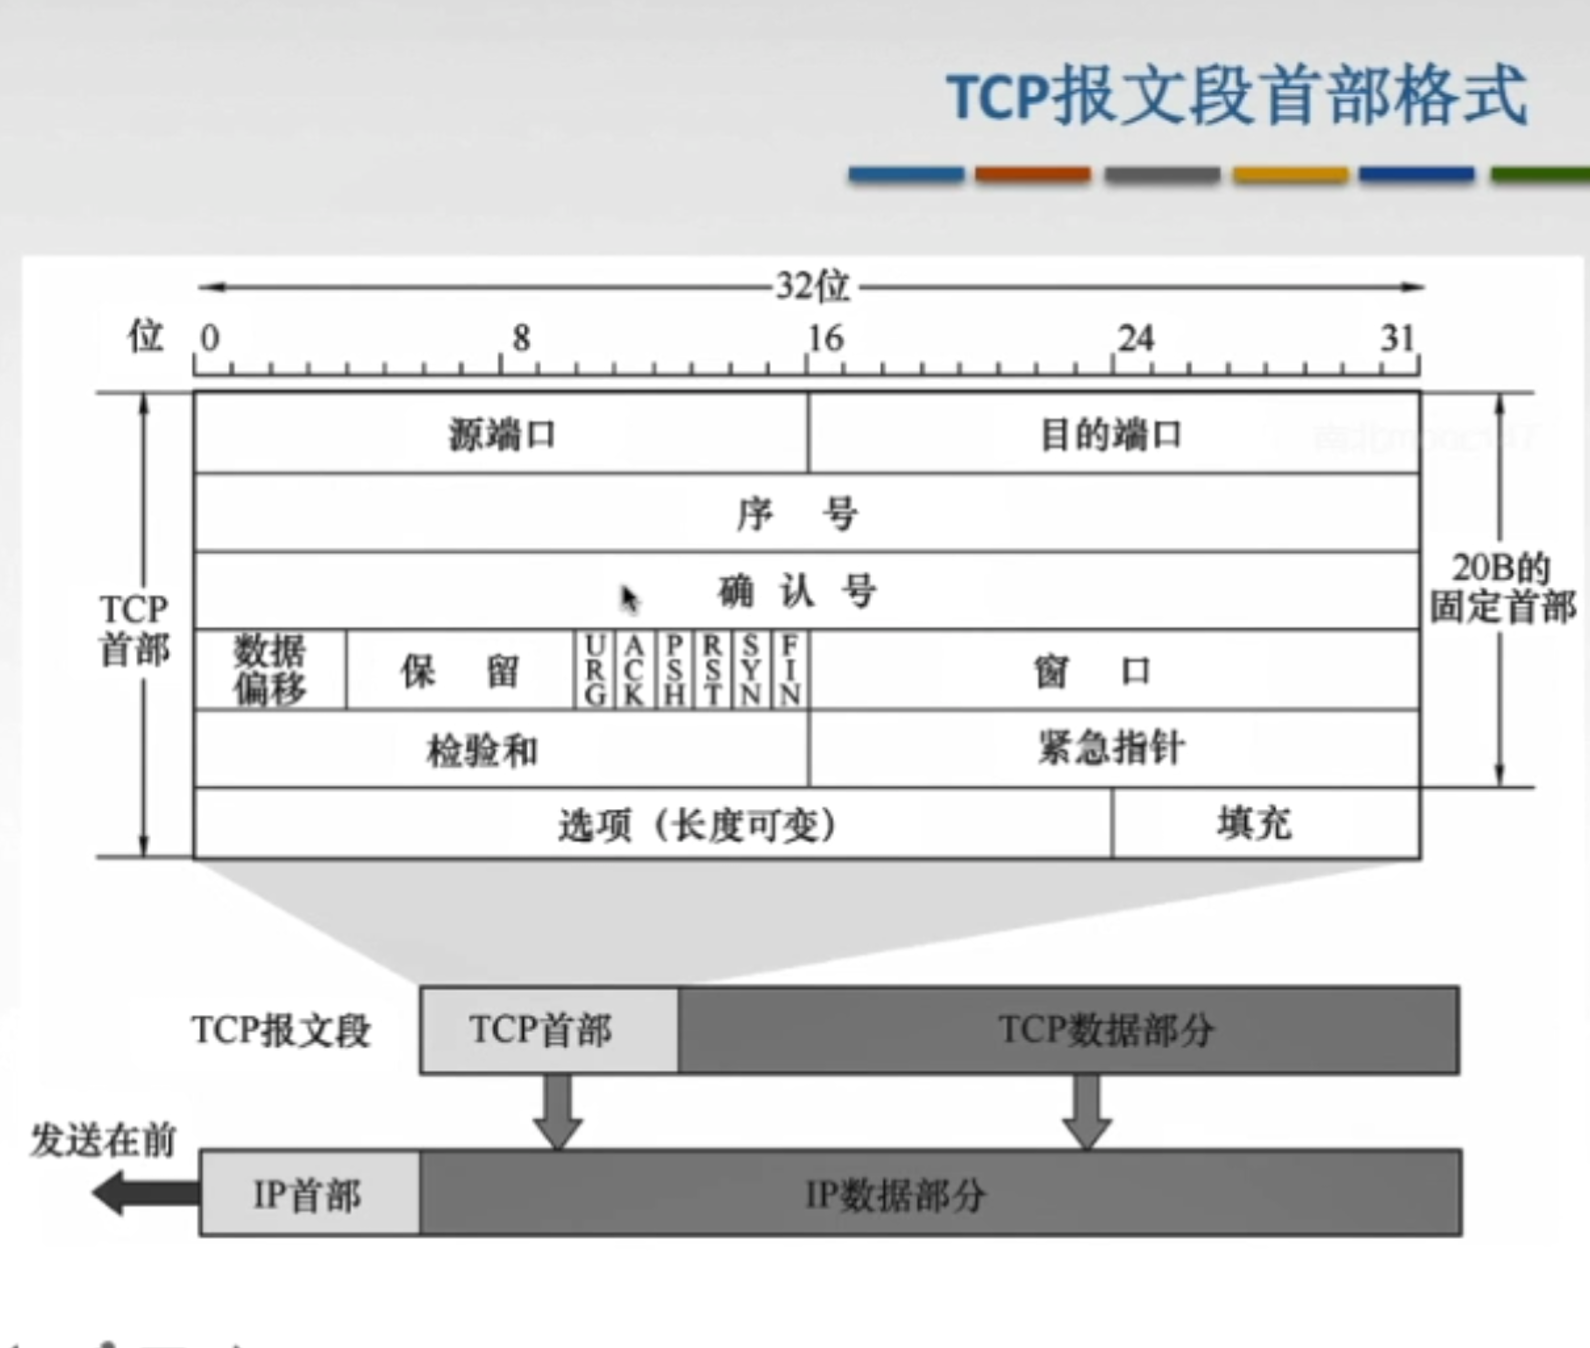 TCP报文段首部格式
32位
位 0 8 16 24 31
源端口 目的端口
序 号
确 认 号
TCP
首部
20B的
固定首部
数据
偏移
保 留
URG
ACK
PSH
RST
SYN
FIN
窗 口
检验和 紧急指针
选项（长度可变） 填充
TCP报文段 TCP首部 TCP数据部分
发送在前
IP首部 IP数据部分